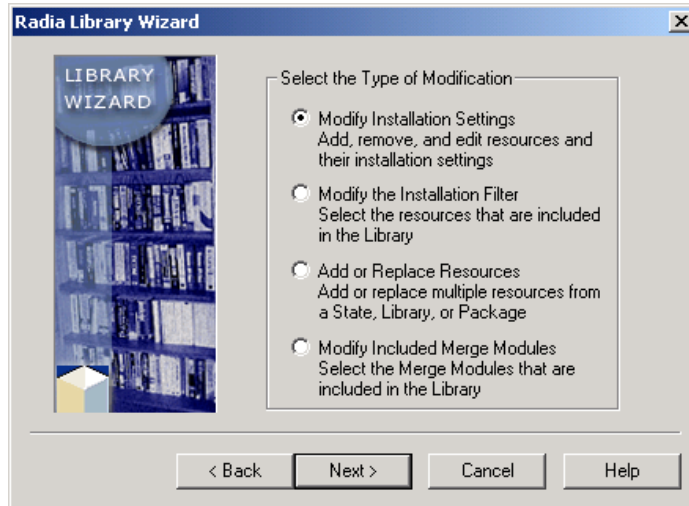 Radia Library Wizard
LIBRARY
WIZARD
Select the Type of Modification
Modify Installation Settings
Add, remove, and edit resources and
their installation settings
Modify the Installation Filter
Select the resources that are included
in the Library
Add or Replace Resources
Add or replace multiple resources from
a State, Library, or Package
Modify Included Merge Modules
Select the Merge Modules that are
included in the Library
< Back
Next >
Cancel
Help